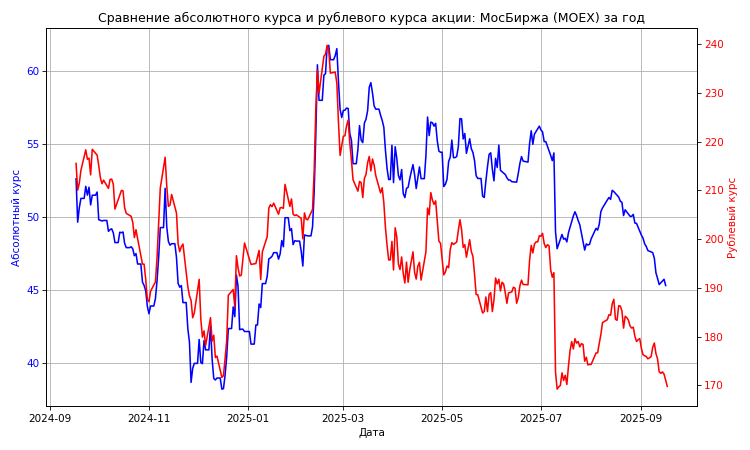 Сравнение абсолютного курса и рублевого курса акции: МосБиржа (MOEX) за год
240
230
220
210
200
190
180
170
60
55
50
45
40
Абсолютный курс
Рублевый курс
2024-09 2024-11 2025-01 2025-03 2025-05 2025-07 2025-09
Дата